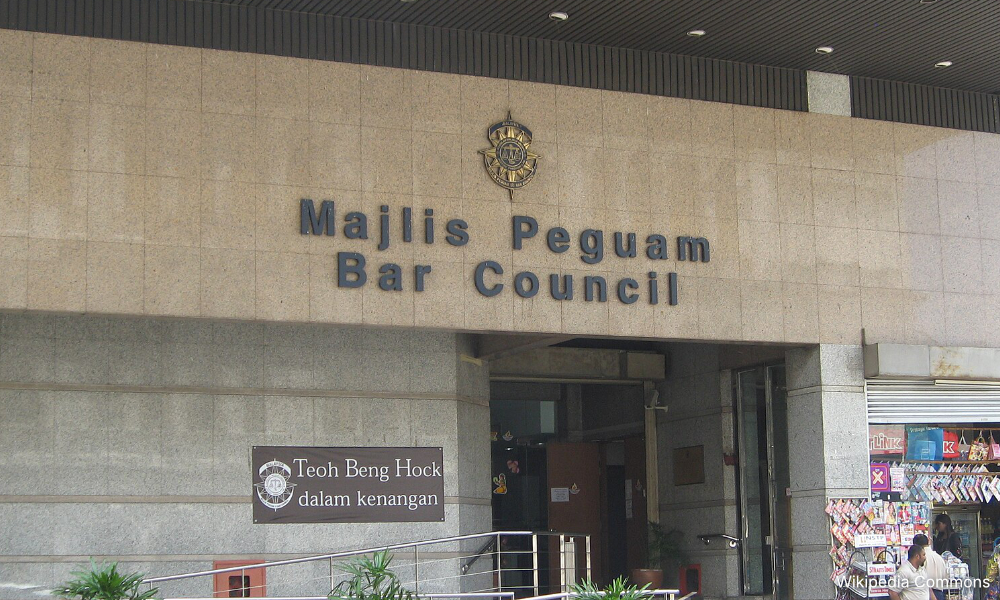 Majlis Peguam
Bar Council
Teoh Beng Hock
dalam kenangan
Wikipedia Commons